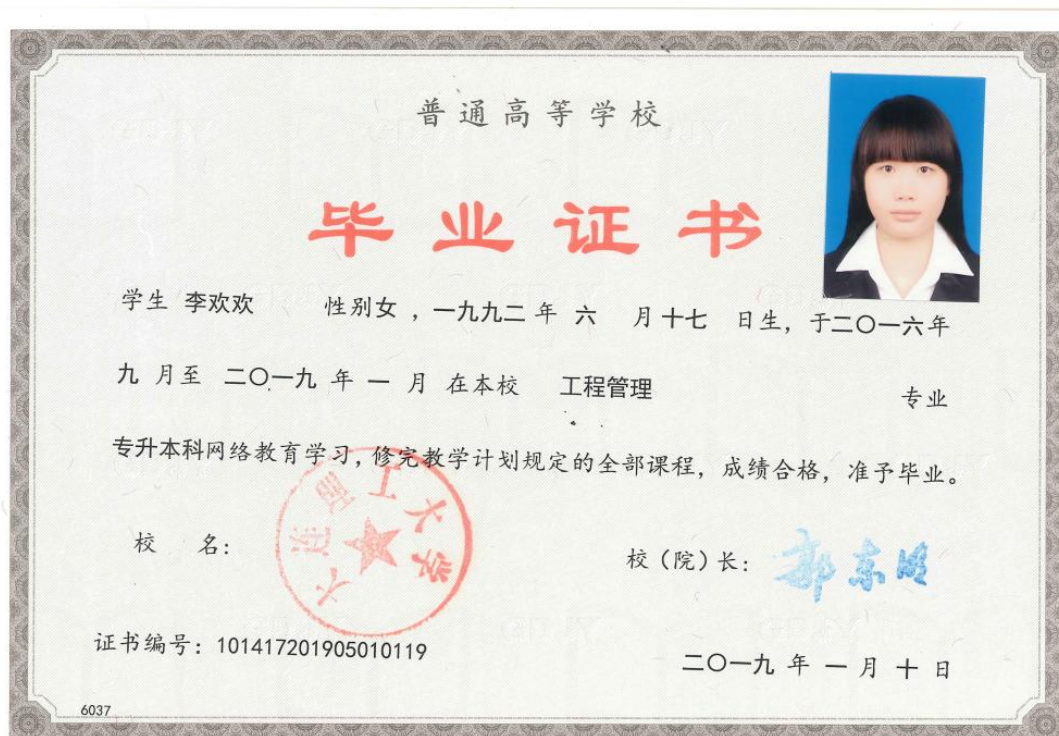 普通高等学校
毕业证书
学生 李欢欢 性别女 ，一九九二 年 六 月十七 日生，于二〇一六年
九 月至 二〇一九 年 一 月 在本校 工程管理 专业
专升本科网络教育学习，修完教学计划规定的全部课程，成绩合格，准予毕业。
校 名：
大连理工大学
校（院）长：郭东明
证书编号：101417201905010119
二〇一九 年 一 月 十 日
6037